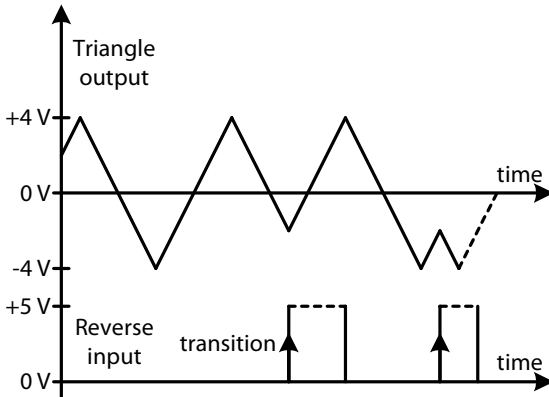 Triangle
output
+4 V
time
0 V
-4 V
+5 V
Reverse
input
transition
time
0 V